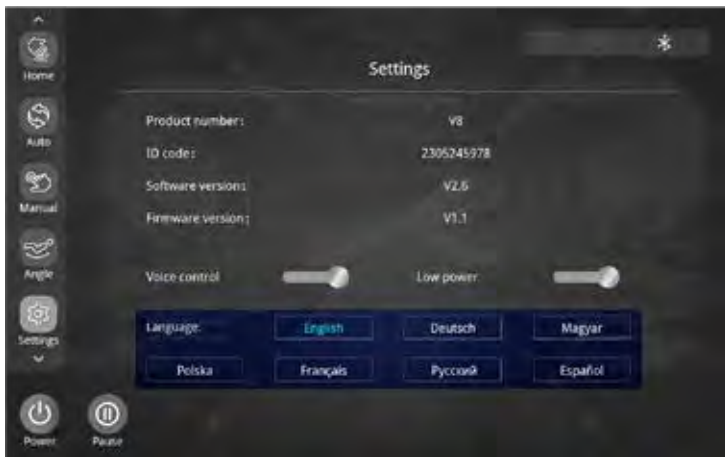 Home
Auto
Manual
Angle
Settings
Power
Pause
Settings
Product number: V8
ID code: 2305245978
Software version: V2.6
Firmware version: V1.1
Voice control Low power
Language: English Deutsch Magyar
Polska Français Русский Español